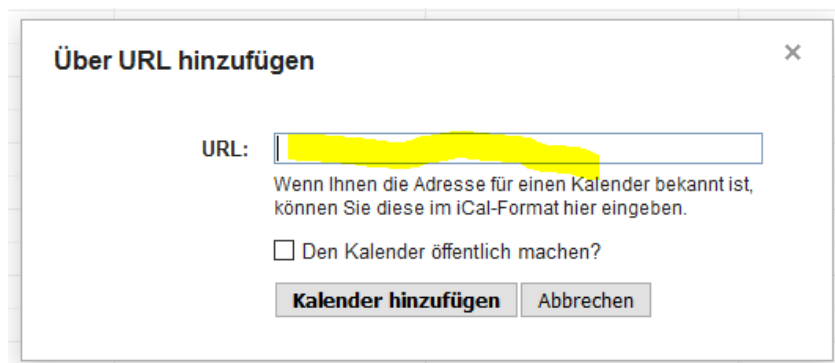 Über URL hinzufügen
URL:
Wenn Ihnen die Adresse für einen Kalender bekannt ist,
können Sie diese im iCal-Format hier eingeben.
Den Kalender öffentlich machen?
Kalender hinzufügen Abbrechen